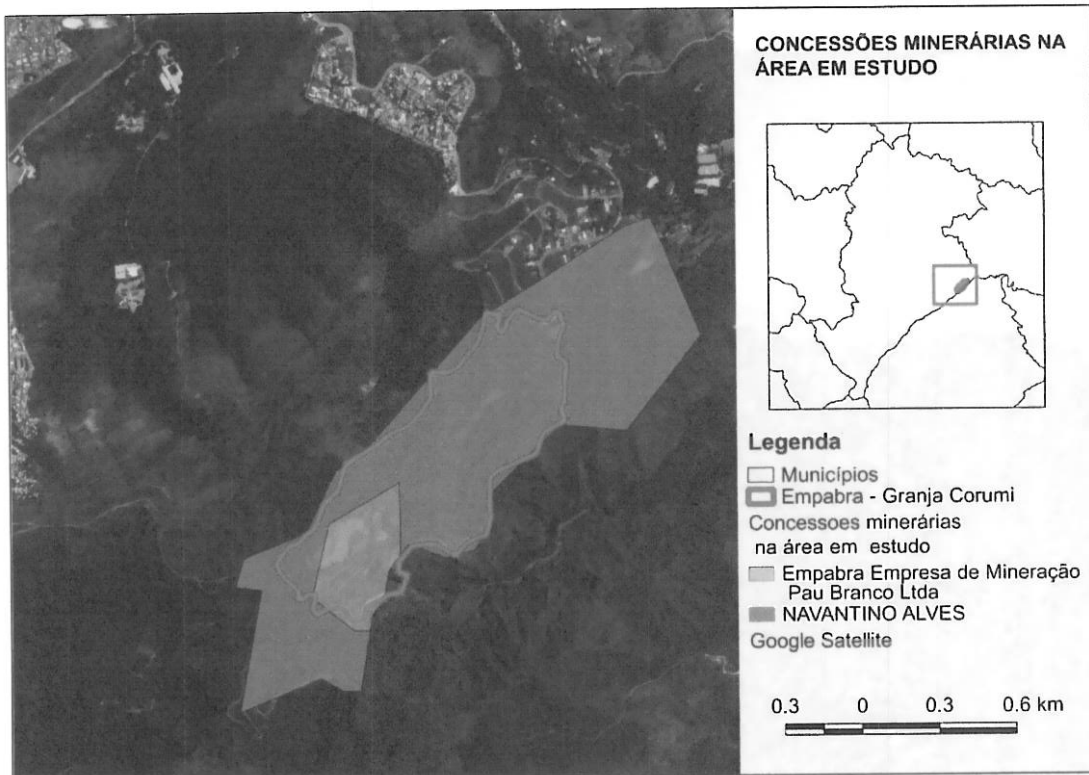 CONCESSÕES MINERÁRIAS NA
ÁREA EM ESTUDO
Legenda
Municípios
Empabra - Granja Corumi
Concessoes minerárias
na área em estudo
Empabra Empresa de Mineração
Pau Branco Ltda
NAVANTINO ALVES
Google Satellite
0.3 0 0.3 0.6 km